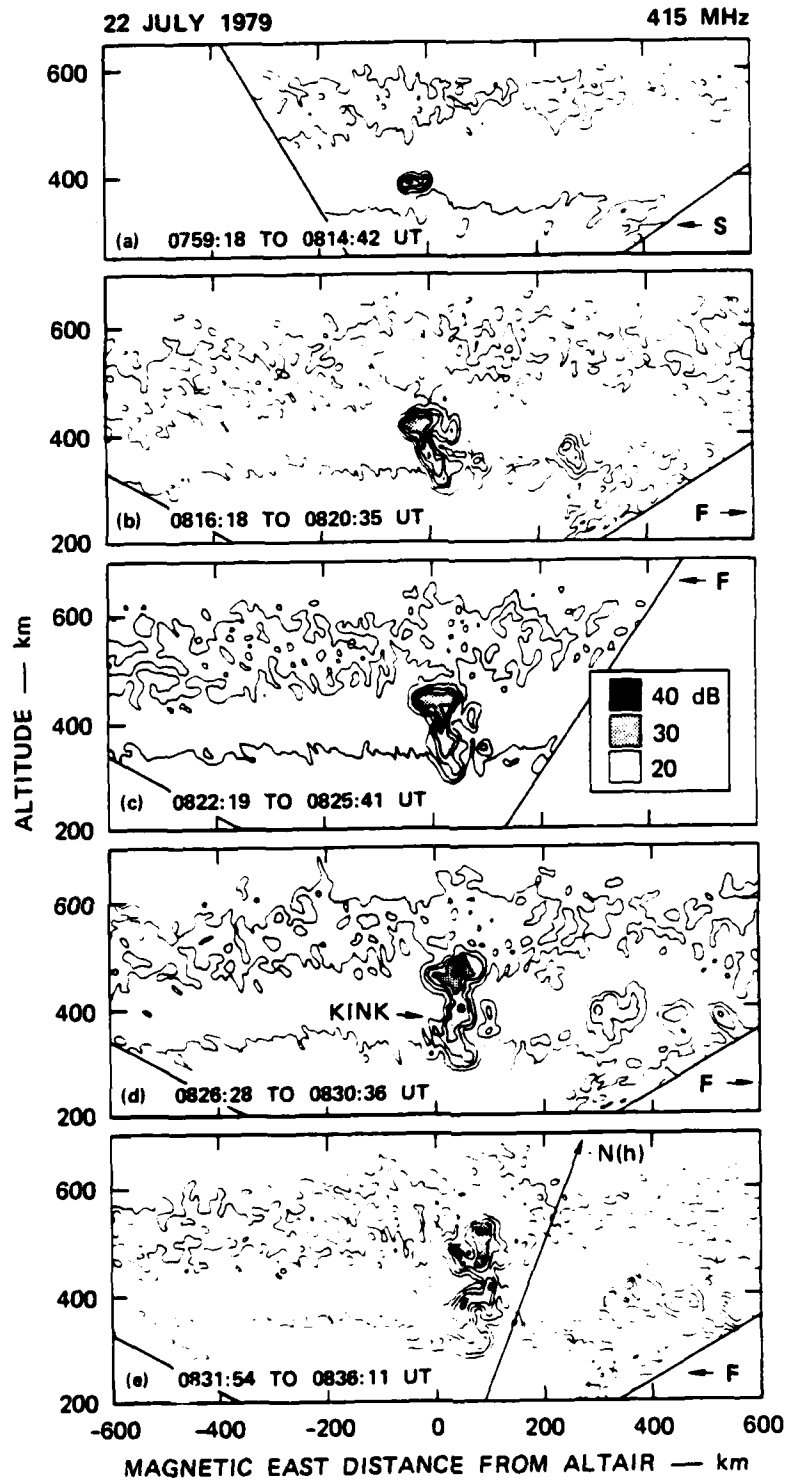 22 JULY 1979 415 MHz
600
400
(a) 0759:18 TO 0814:42 UT
← S
600
400
200
(b) 0816:18 TO 0820:35 UT
F →
600
400
200
(c) 0822:19 TO 0825:41 UT
← F
40 dB
30
20
600
400
200
KINK →
(d) 0826:28 TO 0830:36 UT
F →
600
400
200
N(h)
(e) 0831:54 TO 0836:11 UT
← F
ALTITUDE — km
-600 -400 -200 0 200 400 600
MAGNETIC EAST DISTANCE FROM ALTAIR — km